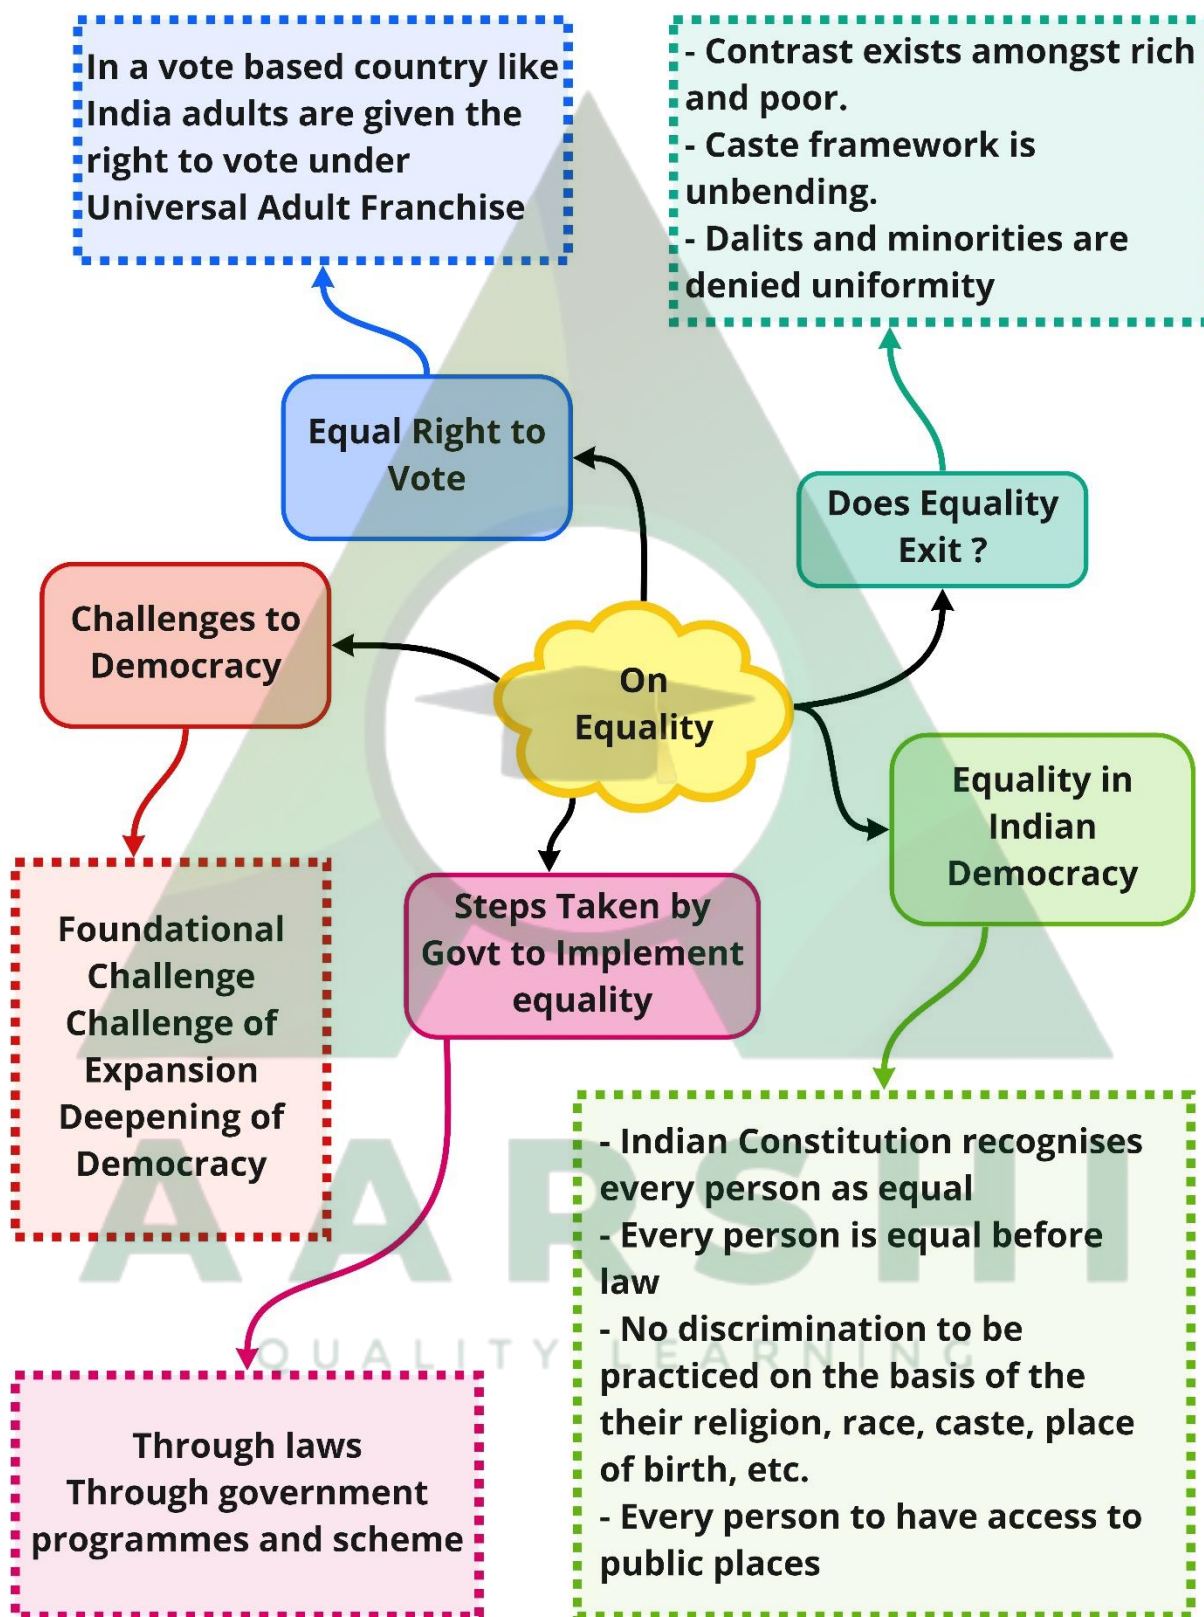 In a vote based country like
India adults are given the
right to vote under
Universal Adult Franchise
- Contrast exists amongst rich
and poor.
- Caste framework is
unbending.
- Dalits and minorities are
denied uniformity
Equal Right to
Vote
Does Equality
Exit ?
Challenges to
Democracy
On
Equality
Equality in
Indian
Democracy
Steps Taken by
Govt to Implement
equality
Foundational
Challenge
Challenge of
Expansion
Deepening of
Democracy
- Indian Constitution recognises
every person as equal
- Every person is equal before
law
- No discrimination to be
practiced on the basis of the
their religion, race, caste, place
of birth, etc.
- Every person to have access to
public places
Through laws
Through government
programmes and scheme
AARSHI
QUALITY LEARNING